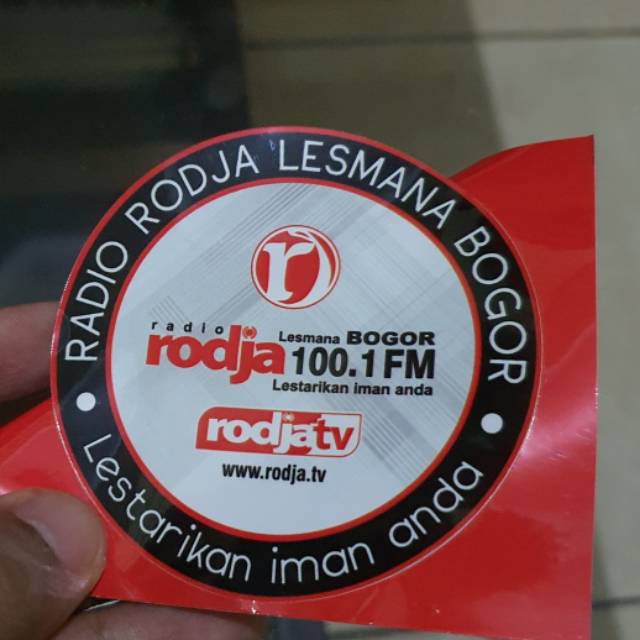 RADIO RODJA LESMANA BOGOR
r
radio
rodja
Lesmana BOGOR
100.1 FM
Lestarikan iman anda
rodjatv
www.rodja.tv
Lestarikan iman anda